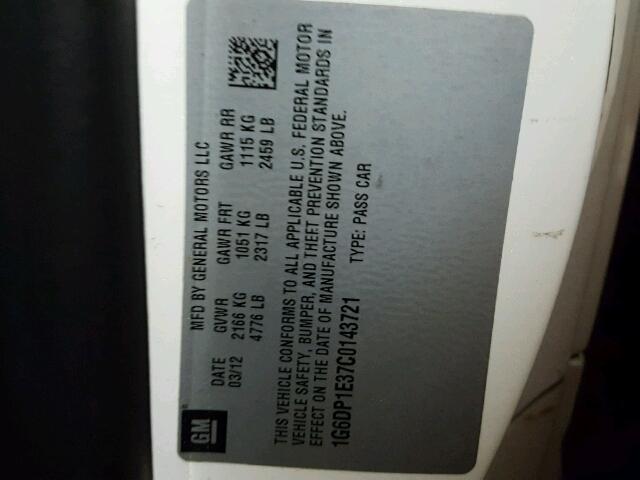 GM
MFD BY GENERAL MOTORS LLC
DATE GVWR GAWR FRT GAWR RR
03/12 2166 KG 1051 KG 1115 KG
4776 LB 2317 LB 2459 LB
THIS VEHICLE CONFORMS TO ALL APPLICABLE U.S. FEDERAL MOTOR
VEHICLE SAFETY, BUMPER, AND THEFT PREVENTION STANDARDS IN
EFFECT ON THE DATE OF MANUFACTURE SHOWN ABOVE.
1G6DP1E37C0143721 TYPE: PASS CAR